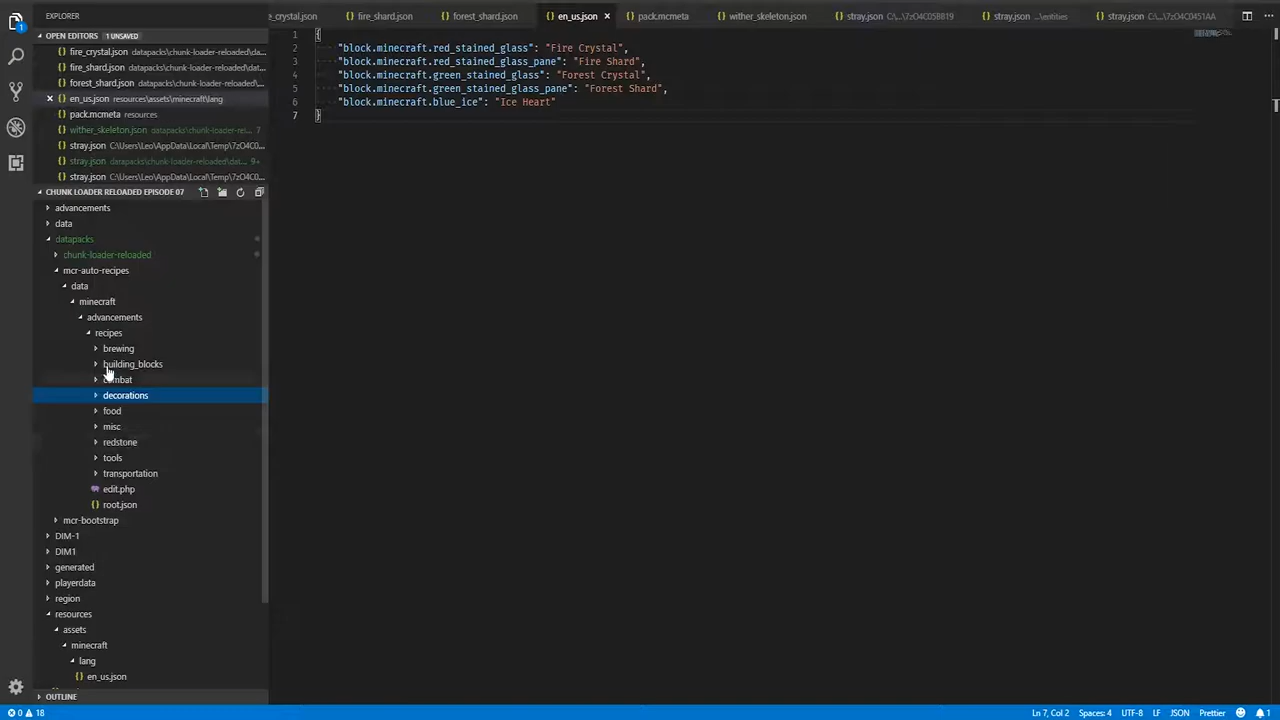 EXPLORER
e_crystal.json
fire_shard.json
forest_shard.json
en_us.json
pack.mcmeta
wither_skeleton.json
stray.json C:\...\7zO4C05B819
stray.json ...\entities
stray.json C:\...\7zO4C0451AA
OPEN EDITORS 1 UNSAVED
fire_crystal.json datapacks\chunk-loader-reloaded\da...
fire_shard.json datapacks\chunk-loader-reloaded\dat...
forest_shard.json datapacks\chunk-loader-reloaded\...
en_us.json resources\assets\minecraft\lang
pack.mcmeta resources
wither_skeleton.json datapacks\chunk-loader-rel... 7
stray.json C:\Users\Leo\AppData\Local\Temp\7zO4C0...
stray.json datapacks\chunk-loader-reloaded\dat... 9+
stray.json C:\Users\Leo\AppData\Local\Temp\7zO4C0...
CHUNK LOADER RELOADED EPISODE 07
advancements
data
datapacks
chunk-loader-reloaded
mcr-auto-recipes
data
minecraft
advancements
recipes
brewing
building_blocks
combat
decorations
food
misc
redstone
tools
transportation
edit.php
root.json
mcr-bootstrap
DIM-1
DIM1
generated
playerdata
region
resources
assets
minecraft
lang
en_us.json
OUTLINE
1 {
2 "block.minecraft.red_stained_glass": "Fire Crystal",
3 "block.minecraft.red_stained_glass_pane": "Fire Shard",
4 "block.minecraft.green_stained_glass": "Forest Crystal",
5 "block.minecraft.green_stained_glass_pane": "Forest Shard",
6 "block.minecraft.blue_ice": "Ice Heart"
7 }
0 18
Ln 7, Col 2 Spaces: 4 UTF-8 LF JSON Prettier 1